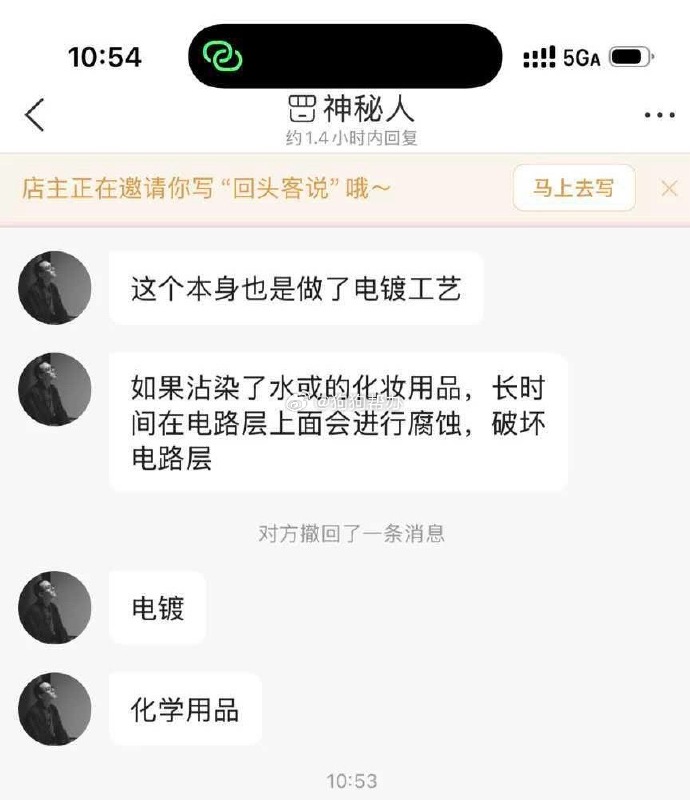 10:54
5GA
神秘人
约1.4小时内回复
店主正在邀请你写“回头客说”哦～
马上去写
这个本身也是做了电镀工艺
如果沾染了水或的化妆用品，长时
间在电路层上面会进行腐蚀，破坏
电路层
对方撤回了一条消息
电镀
化学用品
10:53